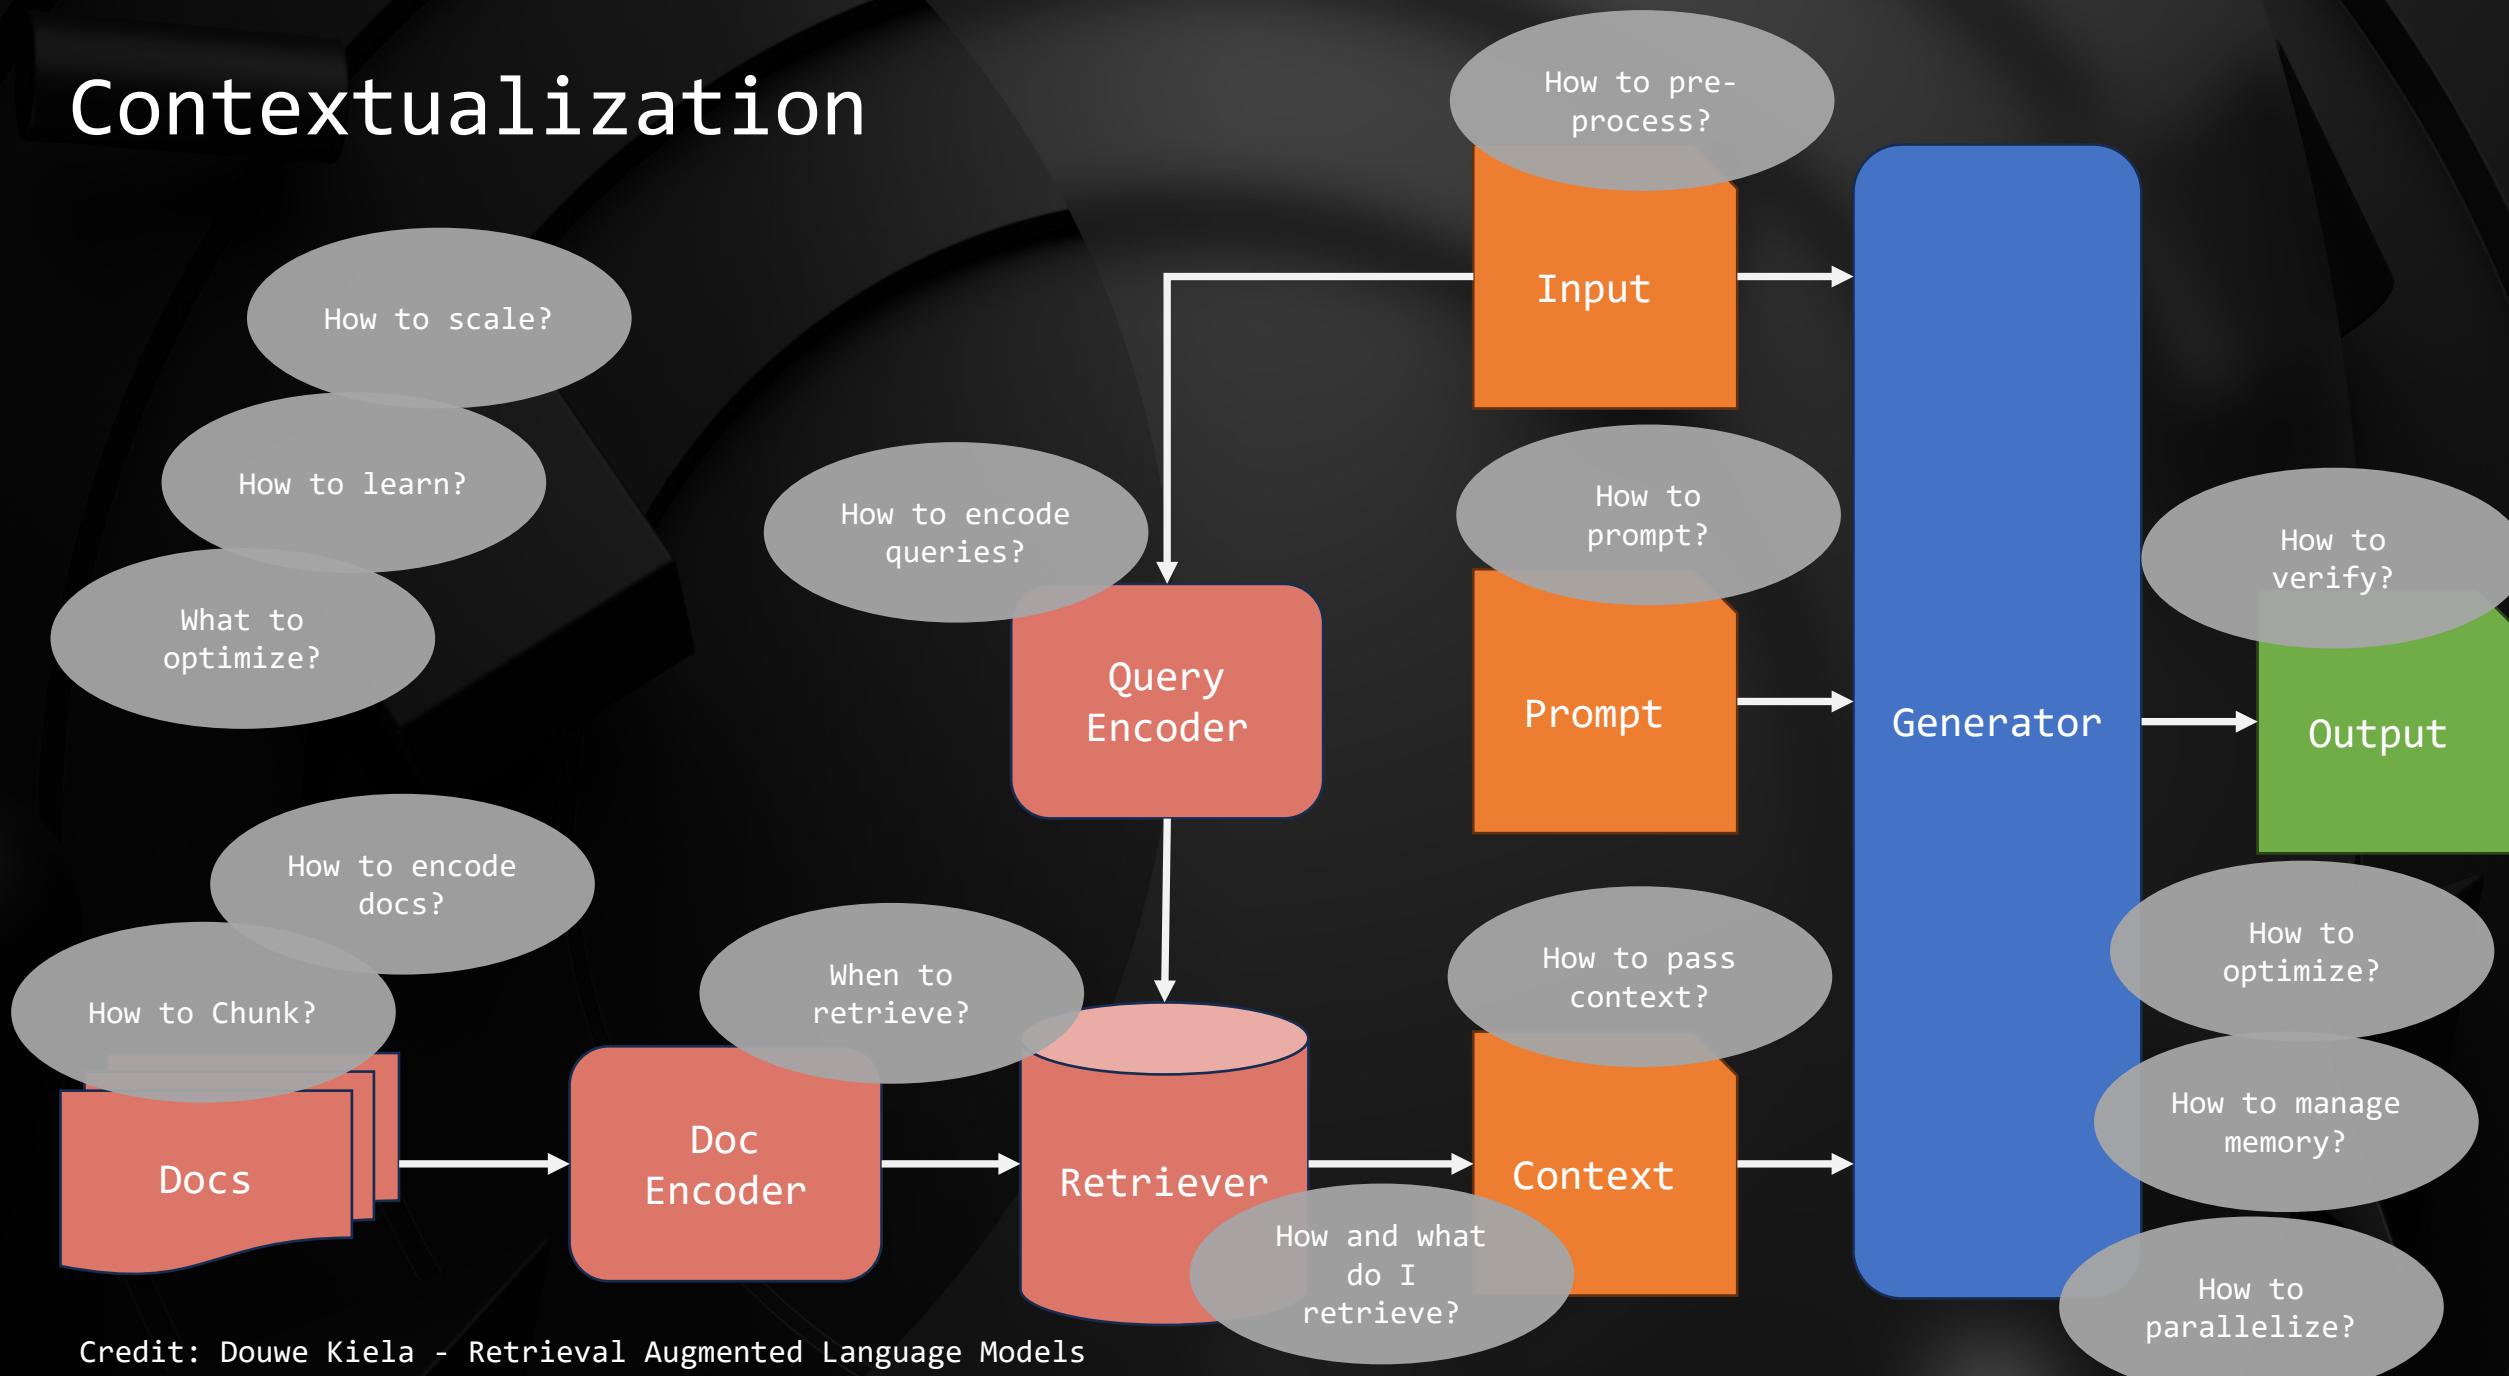 Contextualization
How to pre-
process?
Input
How to scale?
How to learn?
What to
optimize?
How to encode
queries?
How to
prompt?
How to
verify?
Query
Encoder
Prompt
Generator
Output
How to encode
docs?
How to Chunk?
When to
retrieve?
How to pass
context?
How to
optimize?
How to manage
memory?
Docs
Doc
Encoder
Retriever
Context
How and what
do I
retrieve?
How to
parallelize?
Credit: Douwe Kiela - Retrieval Augmented Language Models